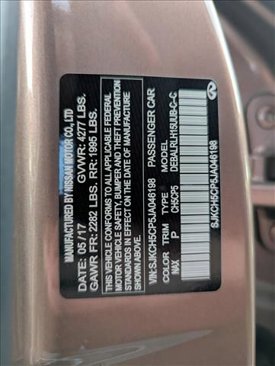 MANUFACTURED BY NISSAN MOTOR CO., LTD
DATE: 05/17 GVWR: 4277 LBS.
GAWR FR: 2282 LBS. RR: 1995 LBS.
THIS VEHICLE CONFORMS TO ALL APPLICABLE FEDERAL
MOTOR VEHICLE SAFETY, BUMPER, AND THEFT PREVENTION
STANDARDS IN EFFECT ON THE DATE OF MANUFACTURE
SHOWN ABOVE.
VIN: SJKCH5CP5JA046198 PASSENGER CAR
COLOR TRIM TYPE MODEL
NAX P CH5CP5 DEBALRLH15UUB-C-C
SJKCH5CP5JA046198